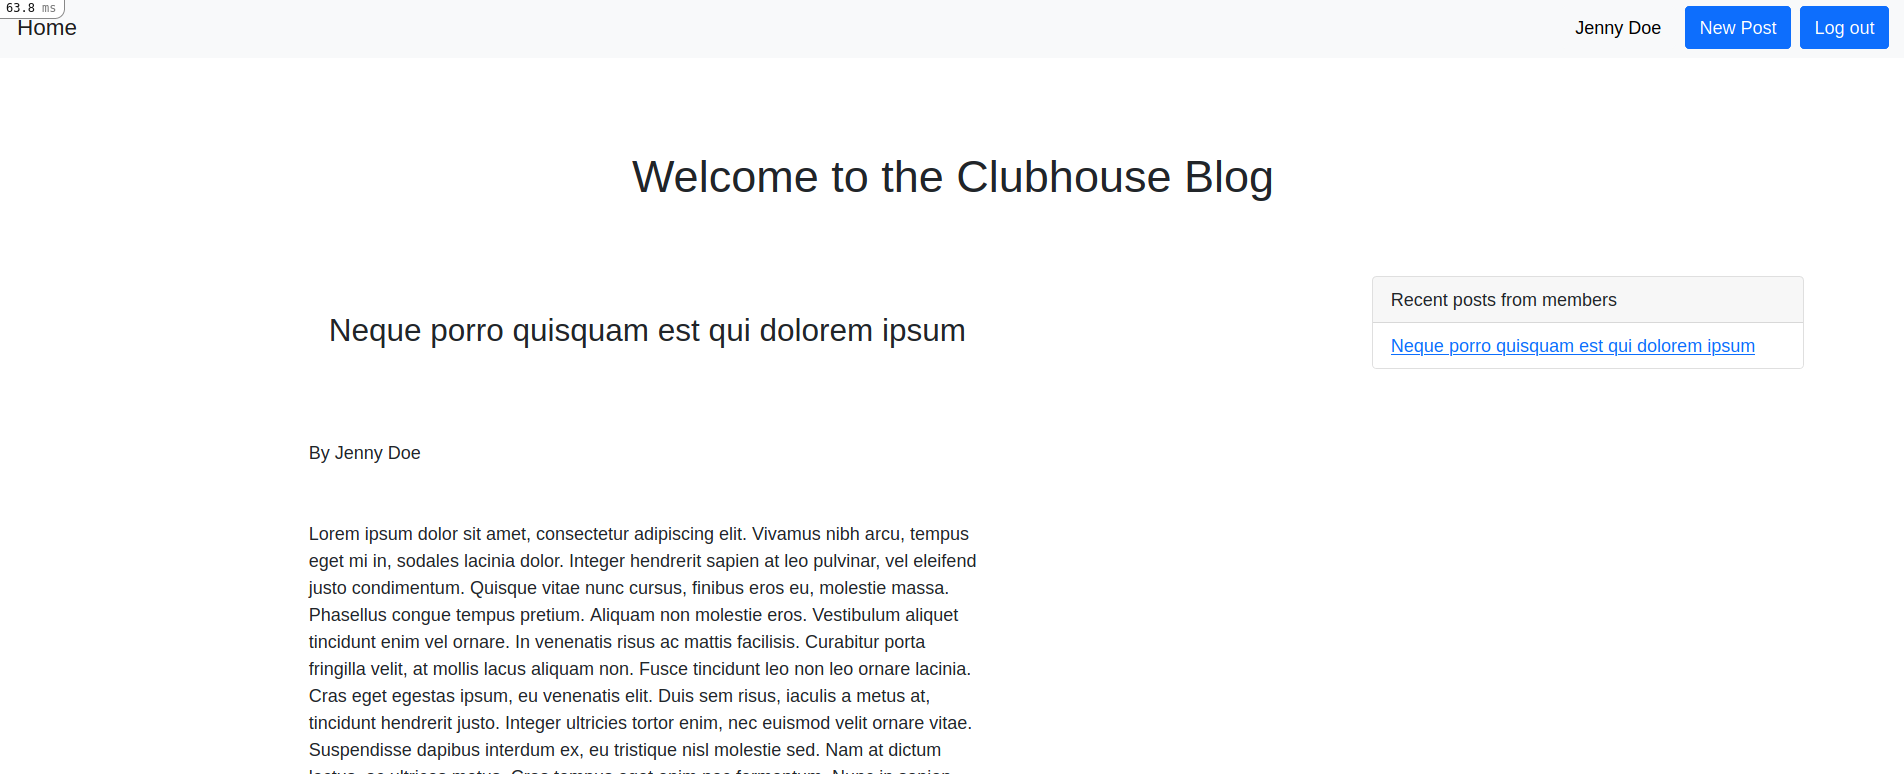 63.8 ms
Home
Jenny Doe
New Post
Log out
Welcome to the Clubhouse Blog
Neque porro quisquam est qui dolorem ipsum
Recent posts from members
Neque porro quisquam est qui dolorem ipsum
By Jenny Doe
Lorem ipsum dolor sit amet, consectetur adipiscing elit. Vivamus nibh arcu, tempus
eget mi in, sodales lacinia dolor. Integer hendrerit sapien at leo pulvinar, vel eleifend
justo condimentum. Quisque vitae nunc cursus, finibus eros eu, molestie massa.
Phasellus congue tempus pretium. Aliquam non molestie eros. Vestibulum aliquet
tincidunt enim vel ornare. In venenatis risus ac mattis facilisis. Curabitur porta
fringilla velit, at mollis lacus aliquam non. Fusce tincidunt leo non leo ornare lacinia.
Cras eget egestas ipsum, eu venenatis elit. Duis sem risus, iaculis a metus at,
tincidunt hendrerit justo. Integer ultricies tortor enim, nec euismod velit ornare vitae.
Suspendisse dapibus interdum ex, eu tristique nisl molestie sed. Nam at dictum